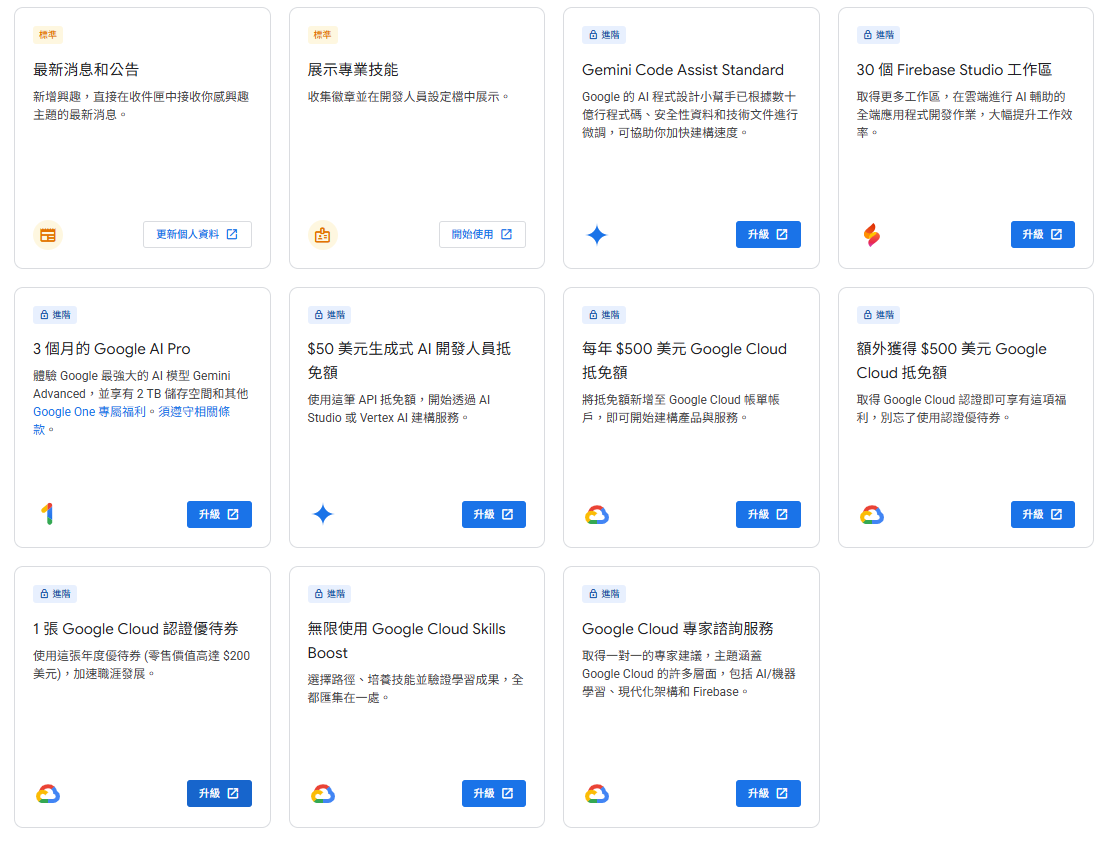 標準
最新消息和公告
新增興趣，直接在收件匣中接收你感興趣
主題的最新消息。
更新個人資料
標準
展示專業技能
收集徽章並在開發人員設定檔中展示。
開始使用
進階
Gemini Code Assist Standard
Google 的 AI 程式設計小幫手已根據數十
億行程式碼、安全性資料和技術文件進行
微調，可協助你加快建構速度。
升級
進階
30 個 Firebase Studio 工作區
取得更多工作區，在雲端進行 AI 輔助的
全端應用程式開發作業，大幅提升工作效
率。
升級
進階
3 個月的 Google AI Pro
體驗 Google 最強大的 AI 模型 Gemini
Advanced，並享有 2 TB 儲存空間和其他
Google One 專屬福利。須遵守相關條
款。
升級
進階
$50 美元生成式 AI 開發人員抵
免額
使用這筆 API 抵免額，開始透過 AI
Studio 或 Vertex AI 建構服務。
升級
進階
每年 $500 美元 Google Cloud
抵免額
將抵免額新增至 Google Cloud 帳單帳
戶，即可開始建構產品與服務。
升級
進階
額外獲得 $500 美元 Google
Cloud 抵免額
取得 Google Cloud 認證即可享有這項福
利，別忘了使用認證優待券。
升級
進階
1 張 Google Cloud 認證優待券
使用這張年度優待券 (零售價值高達 $200
美元)，加速職涯發展。
升級
進階
無限使用 Google Cloud Skills
Boost
選擇路徑、培養技能並驗證學習成果，全
都匯集在一處。
升級
進階
Google Cloud 專家諮詢服務
取得一對一的專家建議，主題涵蓋
Google Cloud 的許多層面，包括 AI/機器
學習、現代化架構和 Firebase。
升級